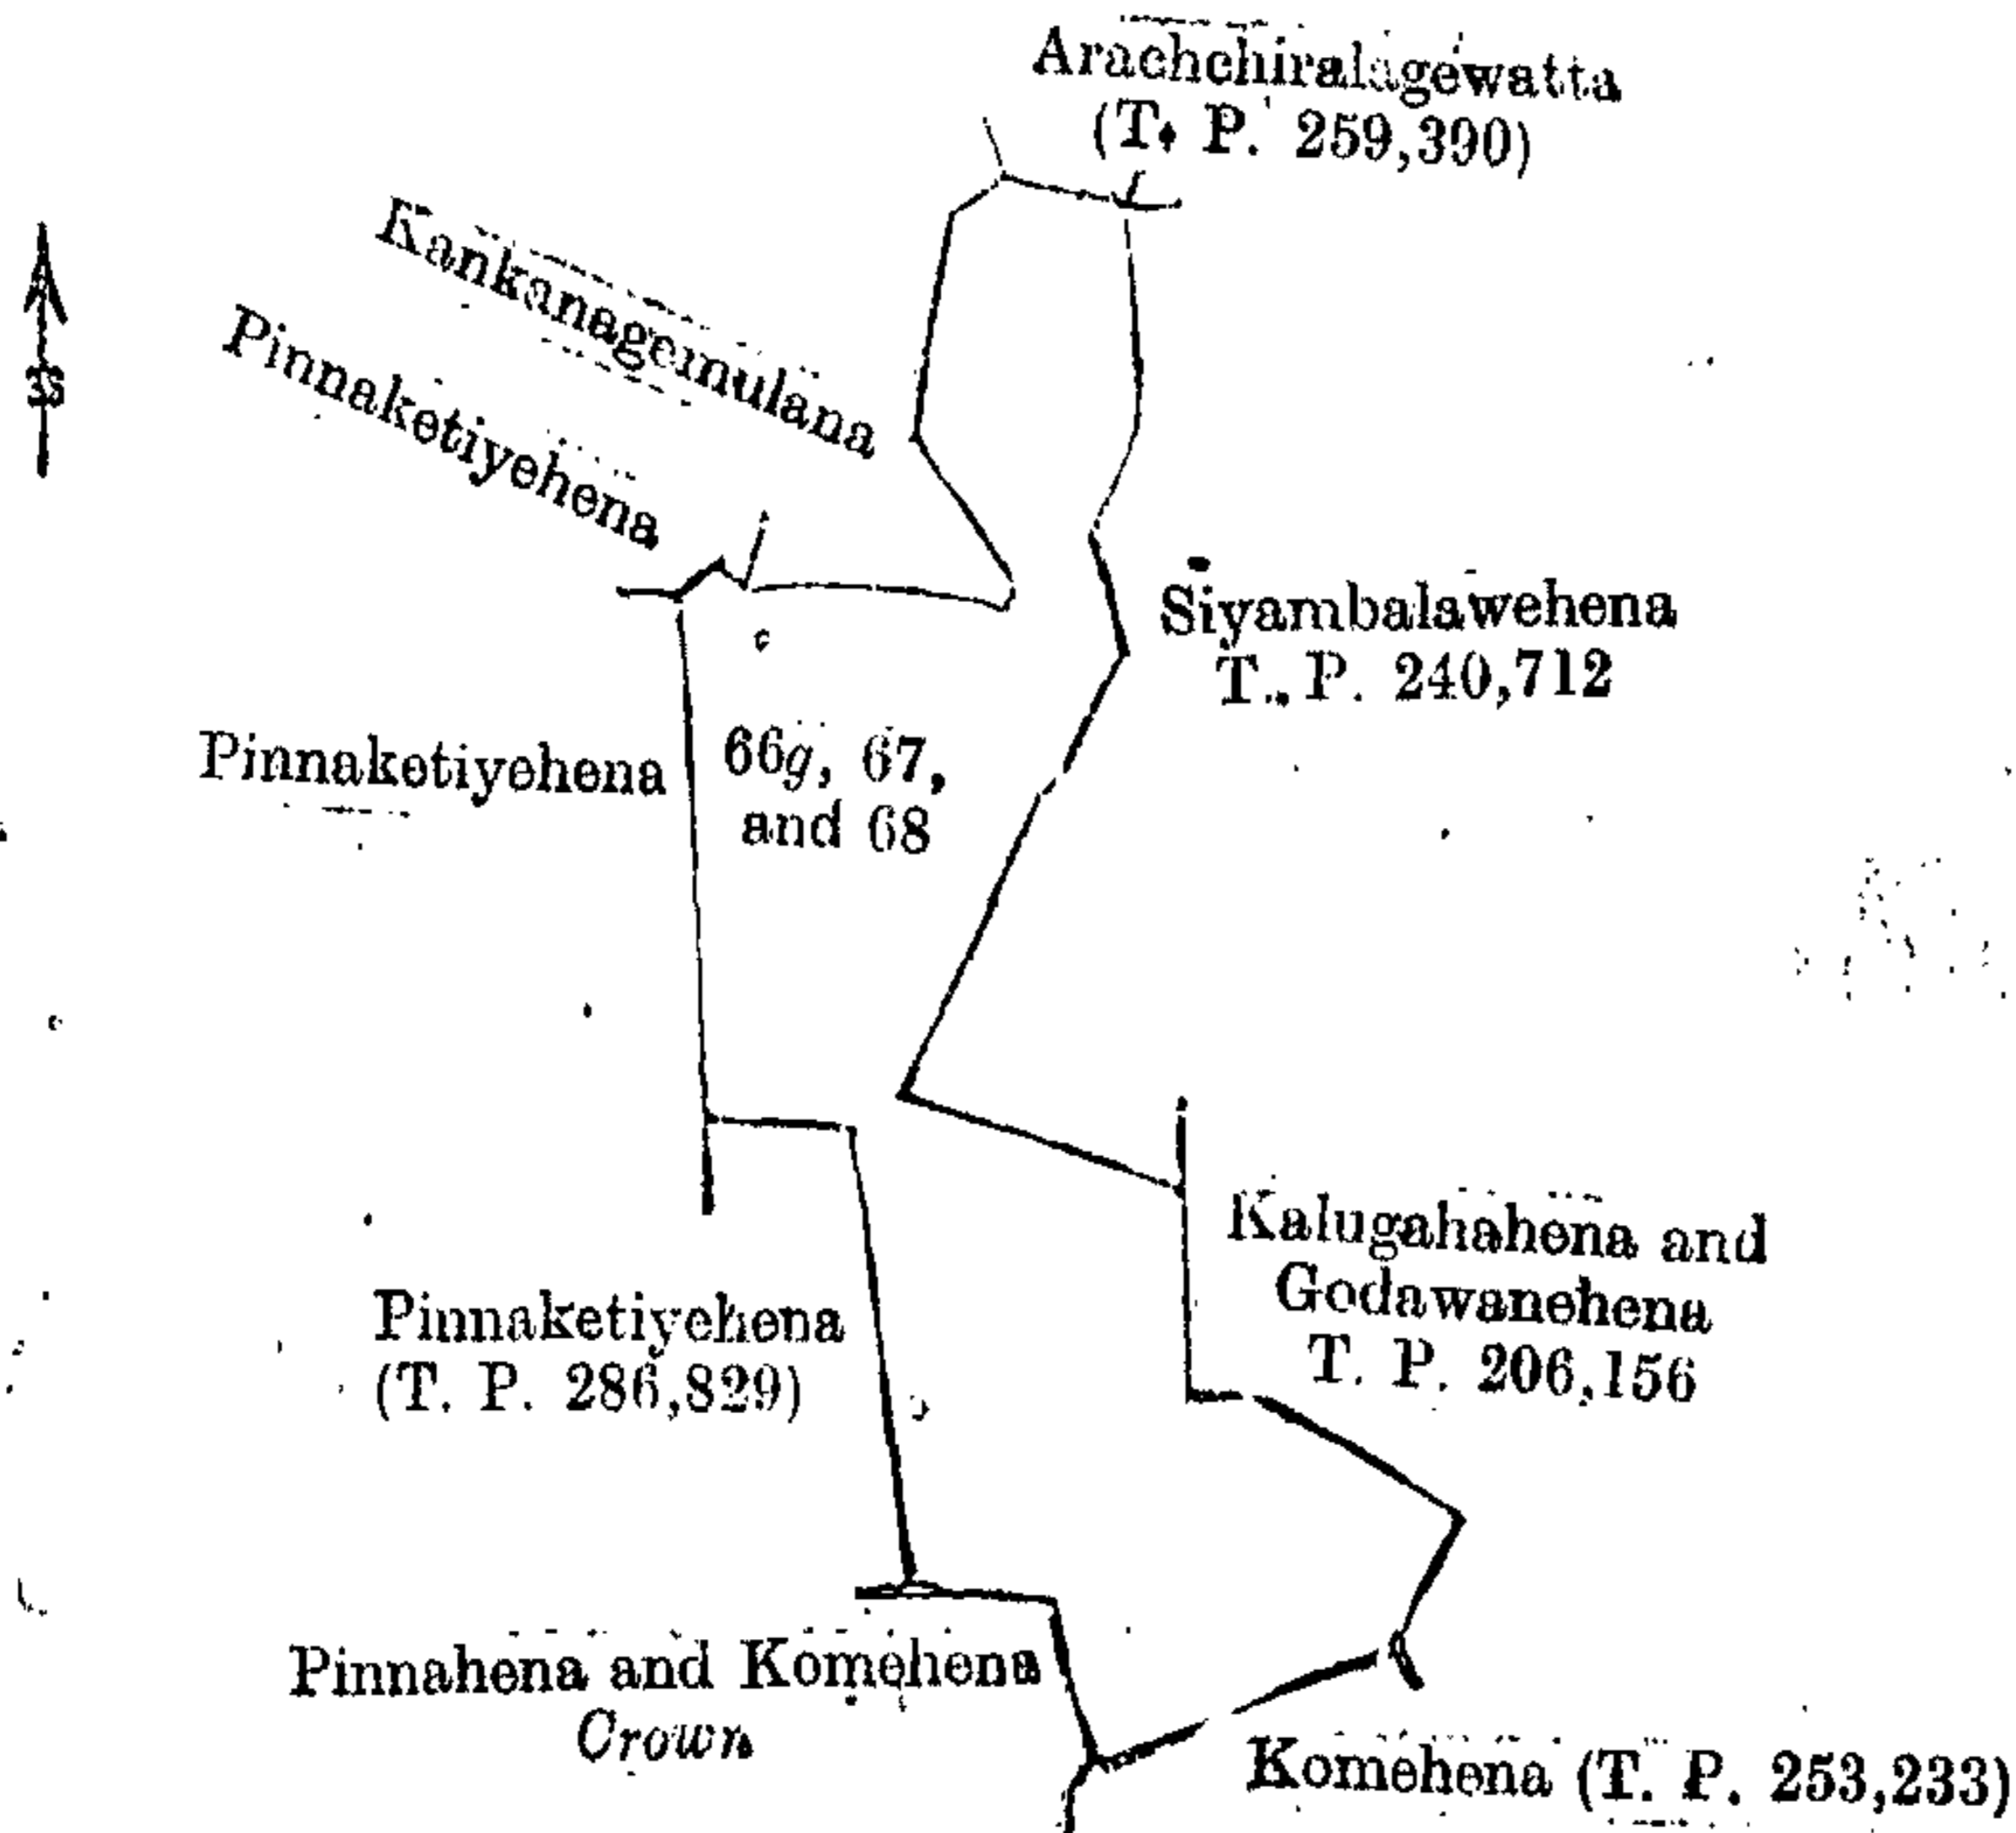 Arachchiralagewatta
(T. P. 259,390)
Kankanagemulana
Pinnaketiyehena
Siyambalawehena
T. P. 240,712
Pinnaketiyehena
66g, 67,
and 68
Kalugahahena and
Godawanehena
T. P. 206,156
Pinnaketiyehena
(T. P. 286,829)
Pinnahena and Komehena
Crown
Komehena (T. P. 253,233)